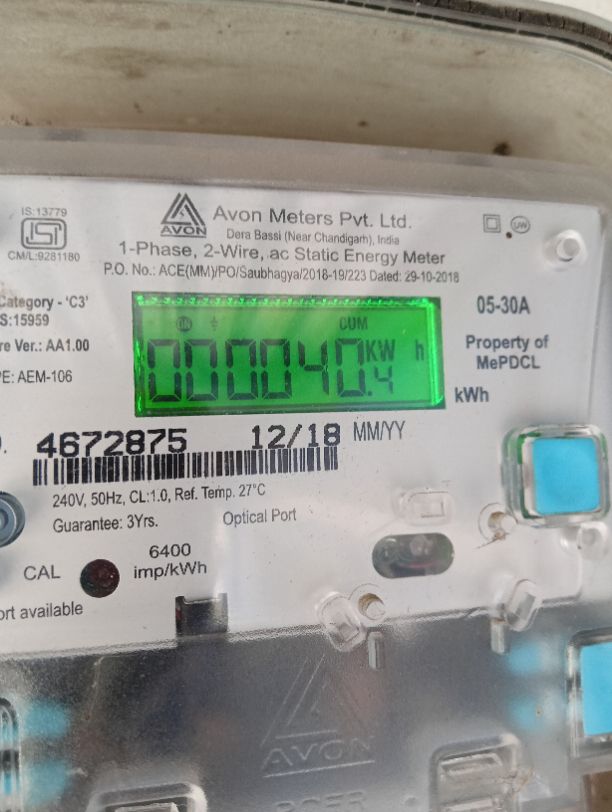 IS:13779
ISI
CM/L:9281180
AVON
Avon Meters Pvt. Ltd.
Dera Bassi (Near Chandigarh), India
UW
1-Phase, 2-Wire, ac Static Energy Meter
P.O. No.: ACE(MM)/PO/Saubhagya/2018-19/223 Dated: 29-10-2018
Category - 'C3'
S:15959
re Ver.: AA1.00
PE: AEM-106
CUM
000040.4 KW h
05-30A
Property of
MePDCL
kWh
4672875 12/18 MM/YY
240V, 50Hz, CL:1.0, Ref. Temp. 27°C
Guarantee: 3Yrs.
Optical Port
CAL
6400
imp/kWh
ort available
AVON